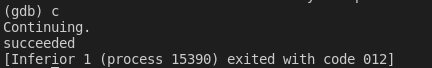 (gdb) c
Continuing.
succeeded
[Inferior 1 (process 15390) exited with code 012]